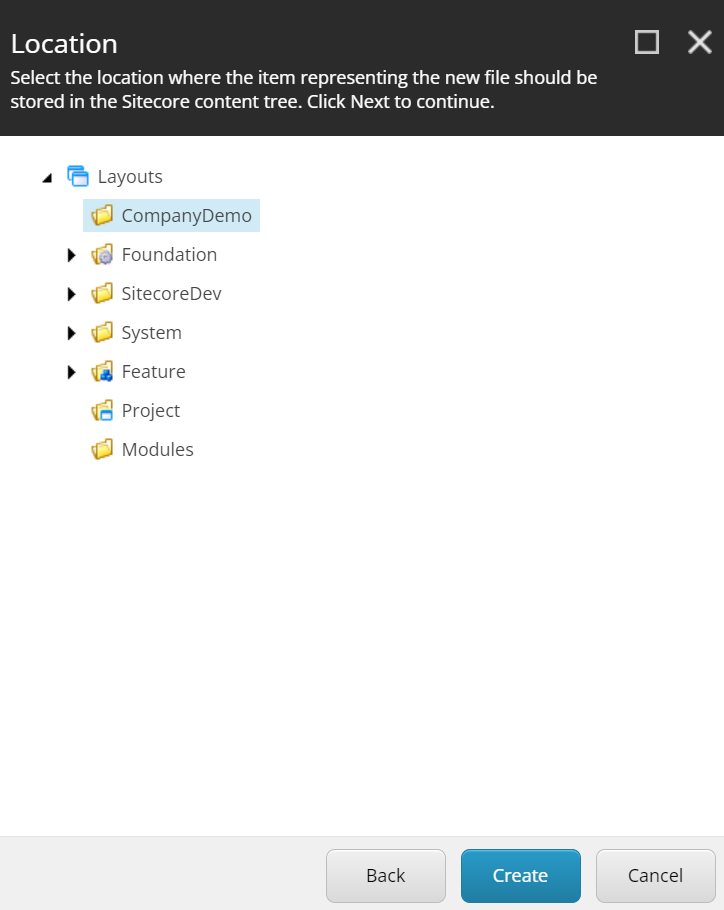 Location
Select the location where the item representing the new file should be
stored in the Sitecore content tree. Click Next to continue.
Layouts
CompanyDemo
Foundation
SitecoreDev
System
Feature
Project
Modules
Back
Create
Cancel